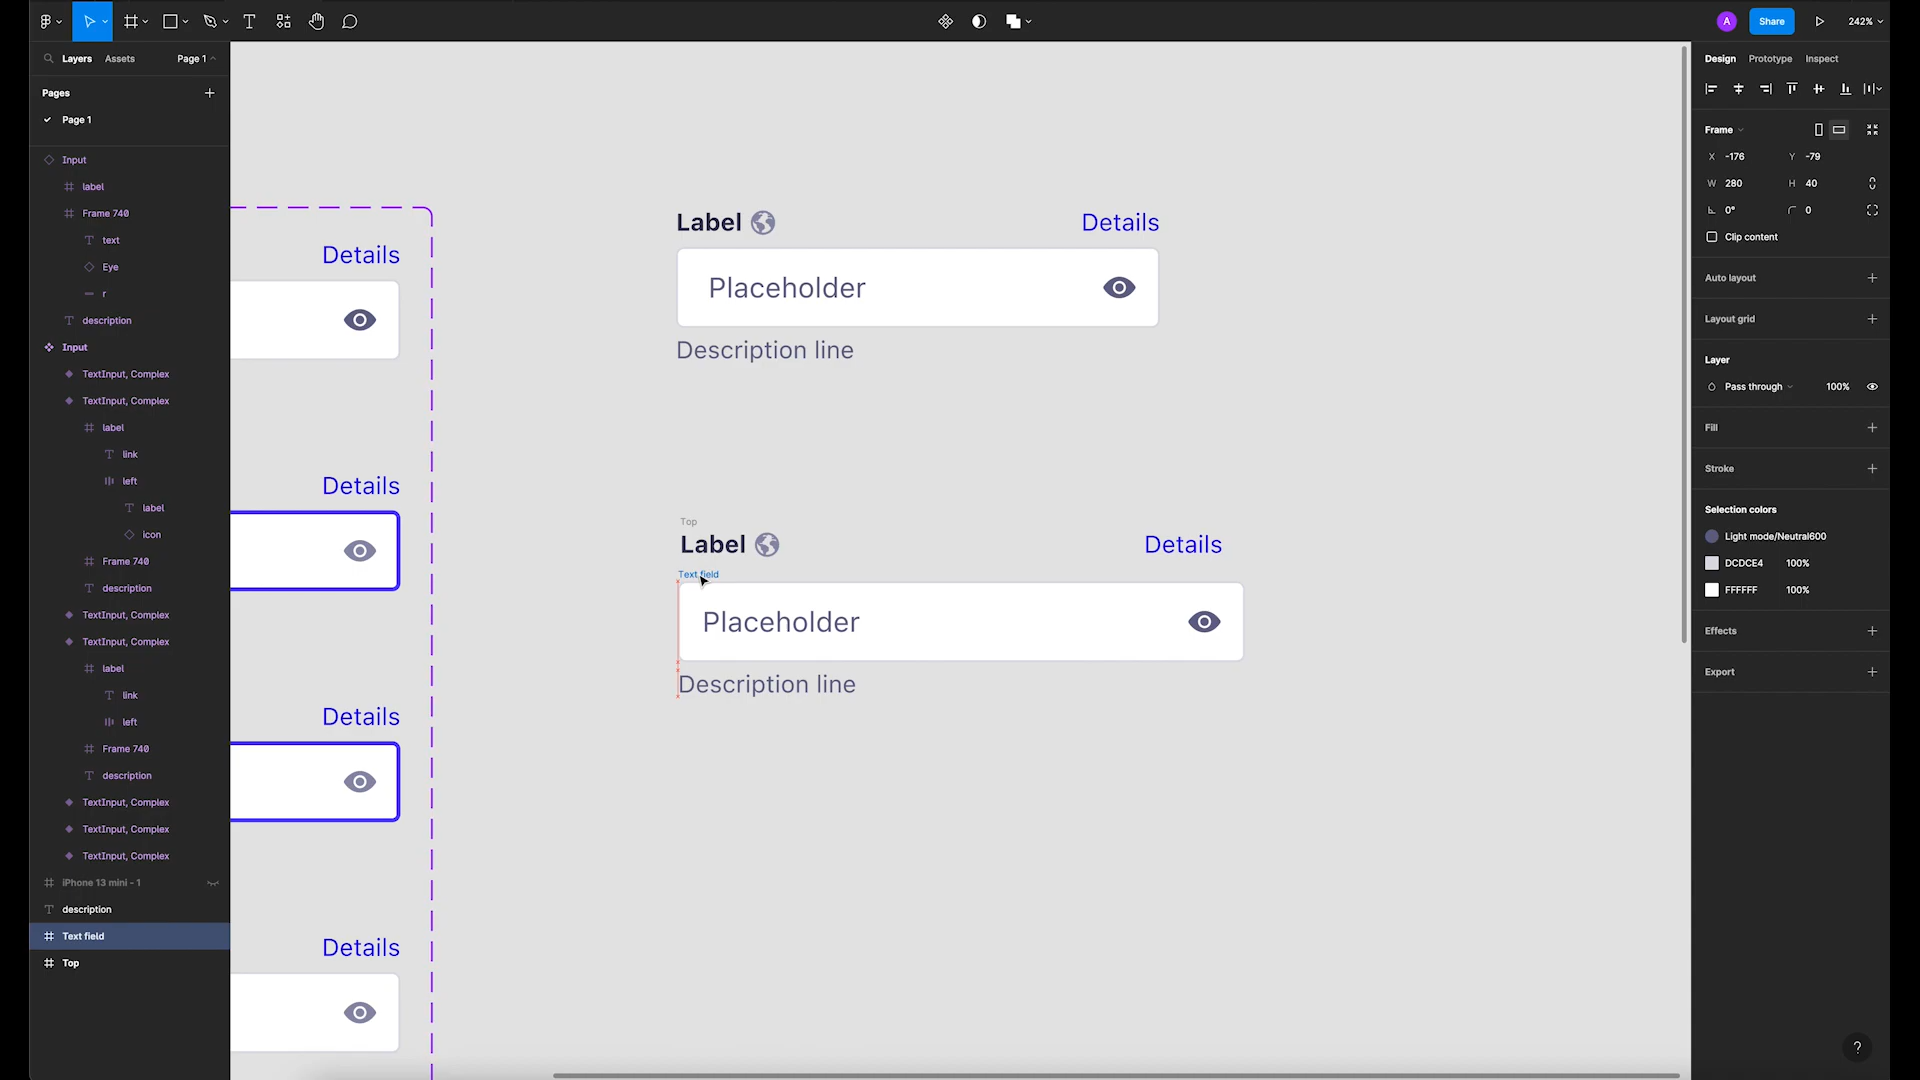 A
Share
242%
Layers
Assets
Page 1
Pages
Page 1
Input
label
Frame 740
text
Eye
r
description
Input
TextInput, Complex
TextInput, Complex
label
link
left
label
icon
Frame 740
description
TextInput, Complex
TextInput, Complex
label
link
left
Frame 740
description
TextInput, Complex
TextInput, Complex
TextInput, Complex
iPhone 13 mini - 1
description
Text field
Top
Details
Details
Details
Details
Label
Details
Placeholder
Description line
Top
Label
Details
Text field
Placeholder
Description line
Design
Prototype
Inspect
Frame
X -176
Y -79
W 280
H 40
0°
0
Clip content
Auto layout
Layout grid
Layer
Pass through
100%
Fill
Stroke
Selection colors
Light mode/Neutral600
DCDCE4 100%
FFFFFF 100%
Effects
Export
?